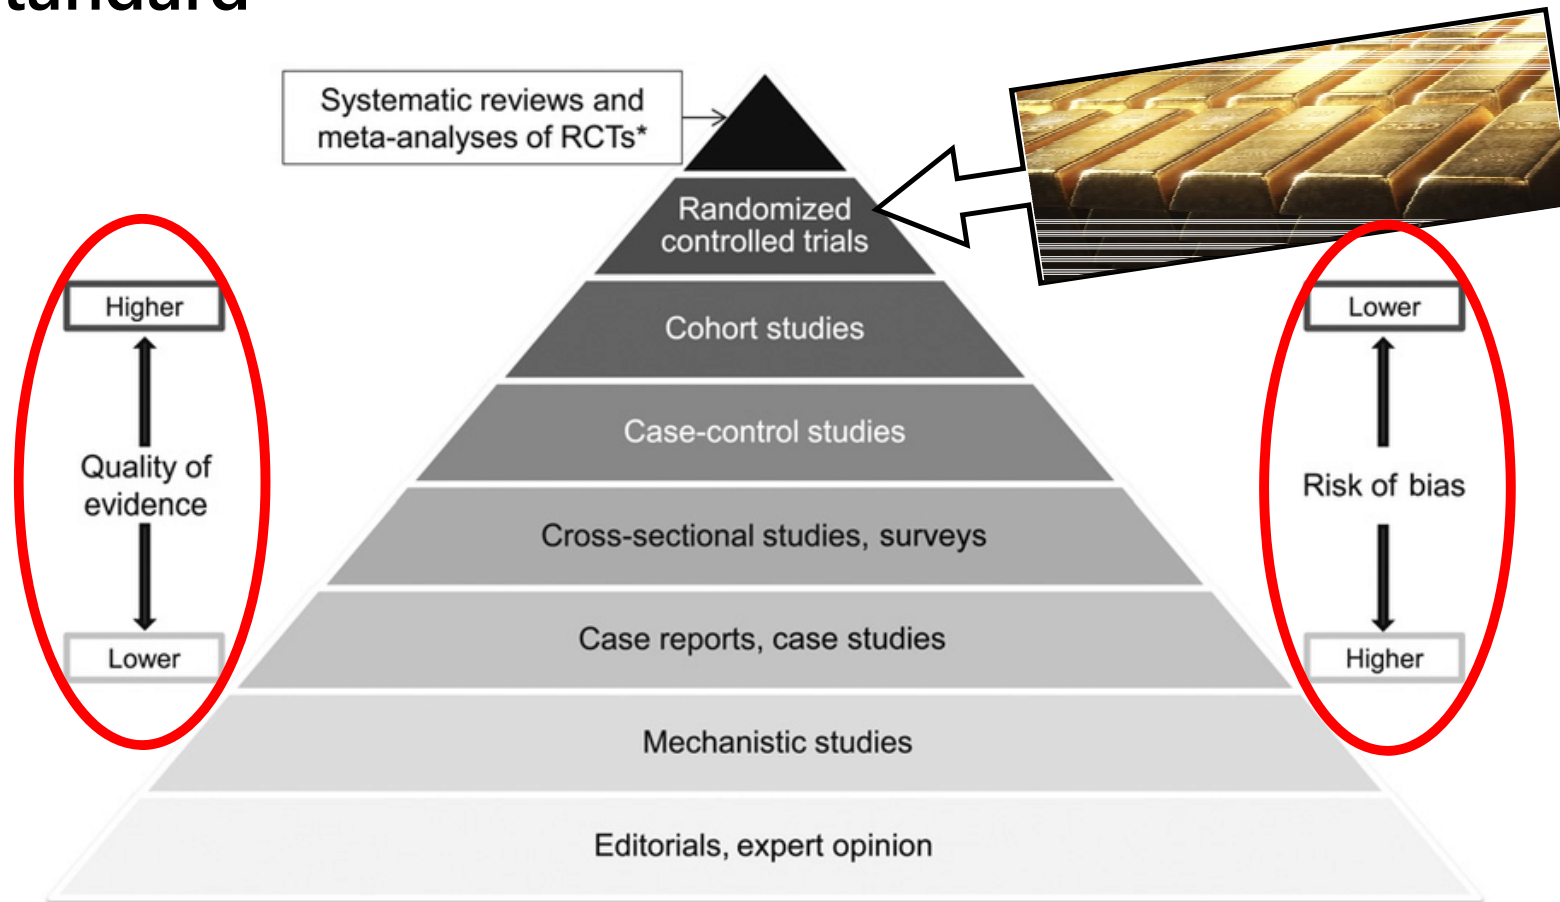 Systematic reviews and
meta-analyses of RCTs*
Randomized
controlled trials
Higher
Lower
Cohort studies
Case-control studies
Quality of
evidence
Risk of bias
Cross-sectional studies, surveys
Case reports, case studies
Lower
Higher
Mechanistic studies
Editorials, expert opinion